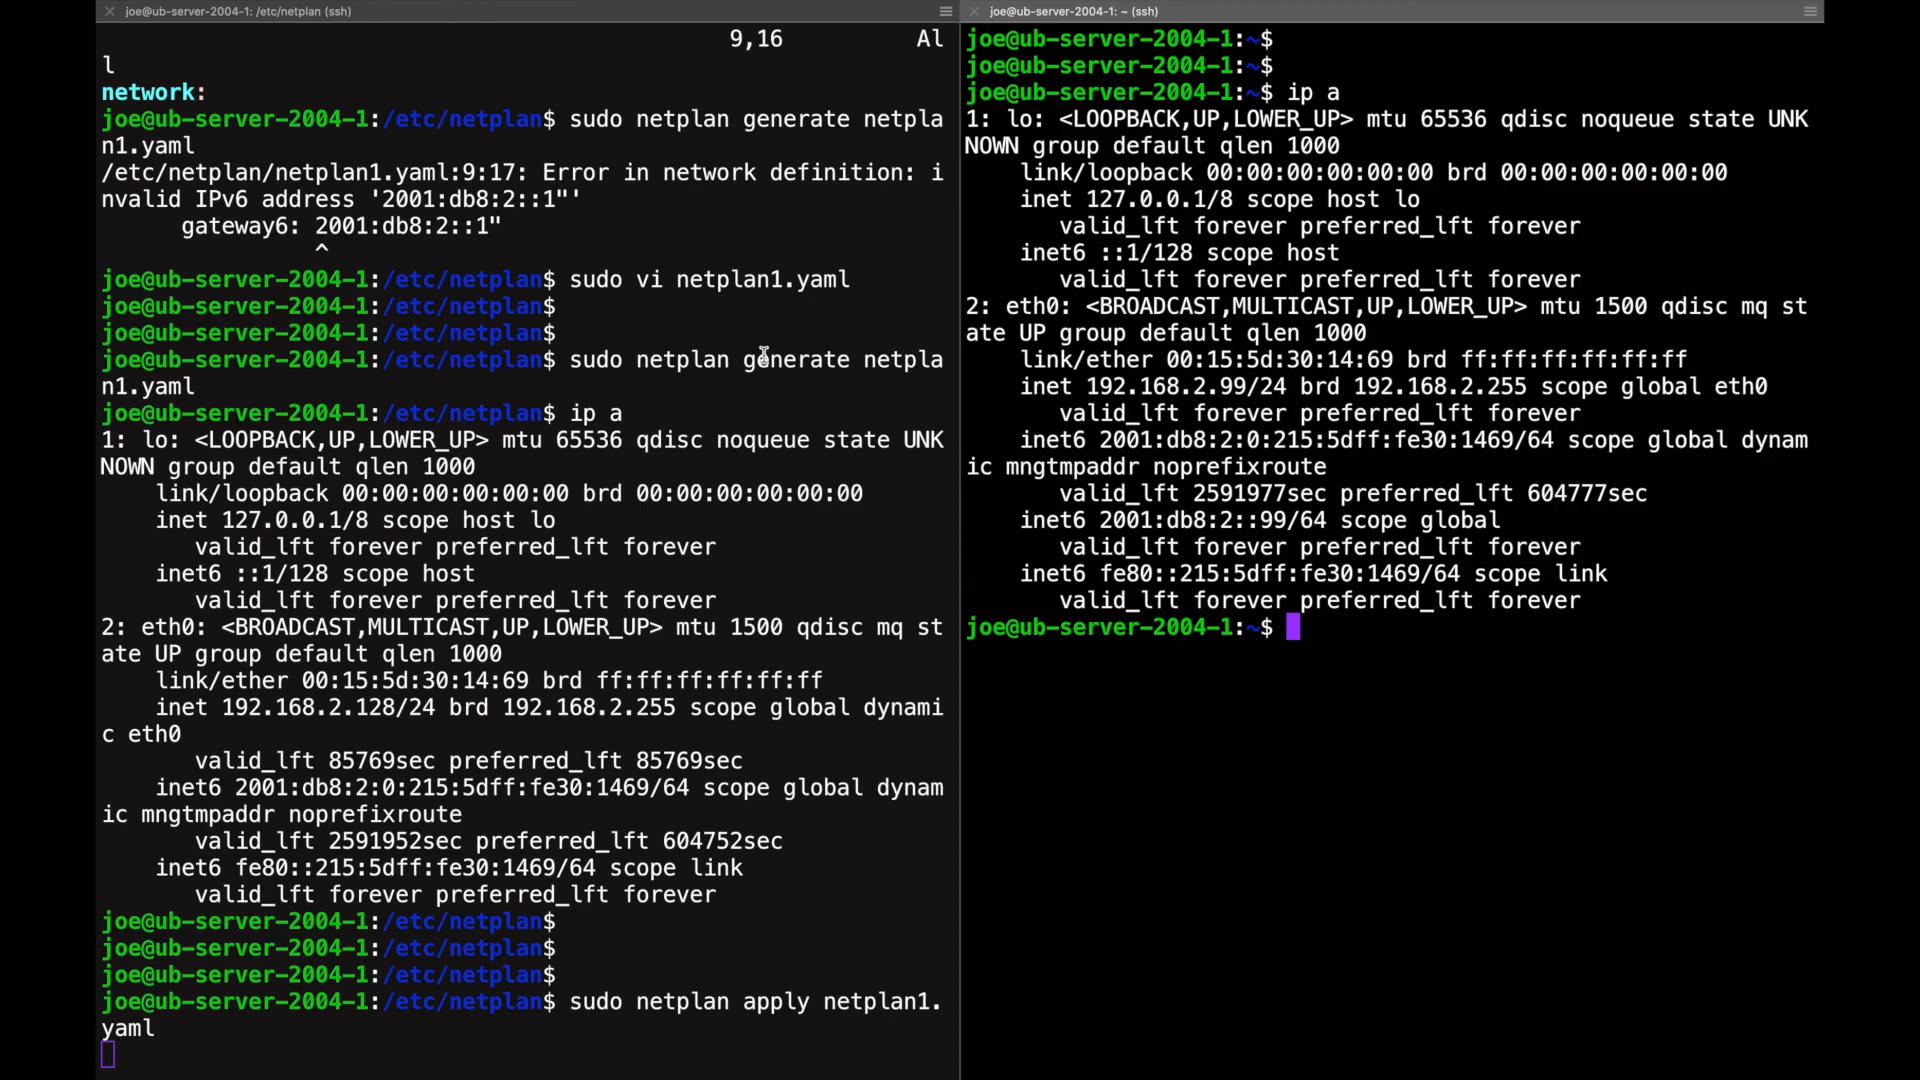 joe@ub-server-2004-1: /etc/netplan (ssh)
9,16 Al
l
network:
joe@ub-server-2004-1:/etc/netplan$ sudo netplan generate netpla
n1.yaml
/etc/netplan/netplan1.yaml:9:17: Error in network definition: i
nvalid IPv6 address '2001:db8:2::1"'
gateway6: 2001:db8:2::1"
^
joe@ub-server-2004-1:/etc/netplan$ sudo vi netplan1.yaml
joe@ub-server-2004-1:/etc/netplan$
joe@ub-server-2004-1:/etc/netplan$
joe@ub-server-2004-1:/etc/netplan$ sudo netplan generate netpla
n1.yaml
joe@ub-server-2004-1:/etc/netplan$ ip a
1: lo: <LOOPBACK,UP,LOWER_UP> mtu 65536 qdisc noqueue state UNK
NOWN group default qlen 1000
link/loopback 00:00:00:00:00:00 brd 00:00:00:00:00:00
inet 127.0.0.1/8 scope host lo
valid_lft forever preferred_lft forever
inet6 ::1/128 scope host
valid_lft forever preferred_lft forever
2: eth0: <BROADCAST,MULTICAST,UP,LOWER_UP> mtu 1500 qdisc mq st
ate UP group default qlen 1000
link/ether 00:15:5d:30:14:69 brd ff:ff:ff:ff:ff:ff
inet 192.168.2.128/24 brd 192.168.2.255 scope global dynami
c eth0
valid_lft 85769sec preferred_lft 85769sec
inet6 2001:db8:2:0:215:5dff:fe30:1469/64 scope global dynam
ic mngtmpaddr noprefixroute
valid_lft 2591952sec preferred_lft 604752sec
inet6 fe80::215:5dff:fe30:1469/64 scope link
valid_lft forever preferred_lft forever
joe@ub-server-2004-1:/etc/netplan$
joe@ub-server-2004-1:/etc/netplan$
joe@ub-server-2004-1:/etc/netplan$
joe@ub-server-2004-1:/etc/netplan$ sudo netplan apply netplan1.
yaml
joe@ub-server-2004-1: ~ (ssh)
joe@ub-server-2004-1:~$
joe@ub-server-2004-1:~$
joe@ub-server-2004-1:~$ ip a
1: lo: <LOOPBACK,UP,LOWER_UP> mtu 65536 qdisc noqueue state UNK
NOWN group default qlen 1000
link/loopback 00:00:00:00:00:00 brd 00:00:00:00:00:00
inet 127.0.0.1/8 scope host lo
valid_lft forever preferred_lft forever
inet6 ::1/128 scope host
valid_lft forever preferred_lft forever
2: eth0: <BROADCAST,MULTICAST,UP,LOWER_UP> mtu 1500 qdisc mq st
ate UP group default qlen 1000
link/ether 00:15:5d:30:14:69 brd ff:ff:ff:ff:ff:ff
inet 192.168.2.99/24 brd 192.168.2.255 scope global eth0
valid_lft forever preferred_lft forever
inet6 2001:db8:2:0:215:5dff:fe30:1469/64 scope global dynam
ic mngtmpaddr noprefixroute
valid_lft 2591977sec preferred_lft 604777sec
inet6 2001:db8:2::99/64 scope global
valid_lft forever preferred_lft forever
inet6 fe80::215:5dff:fe30:1469/64 scope link
valid_lft forever preferred_lft forever
joe@ub-server-2004-1:~$